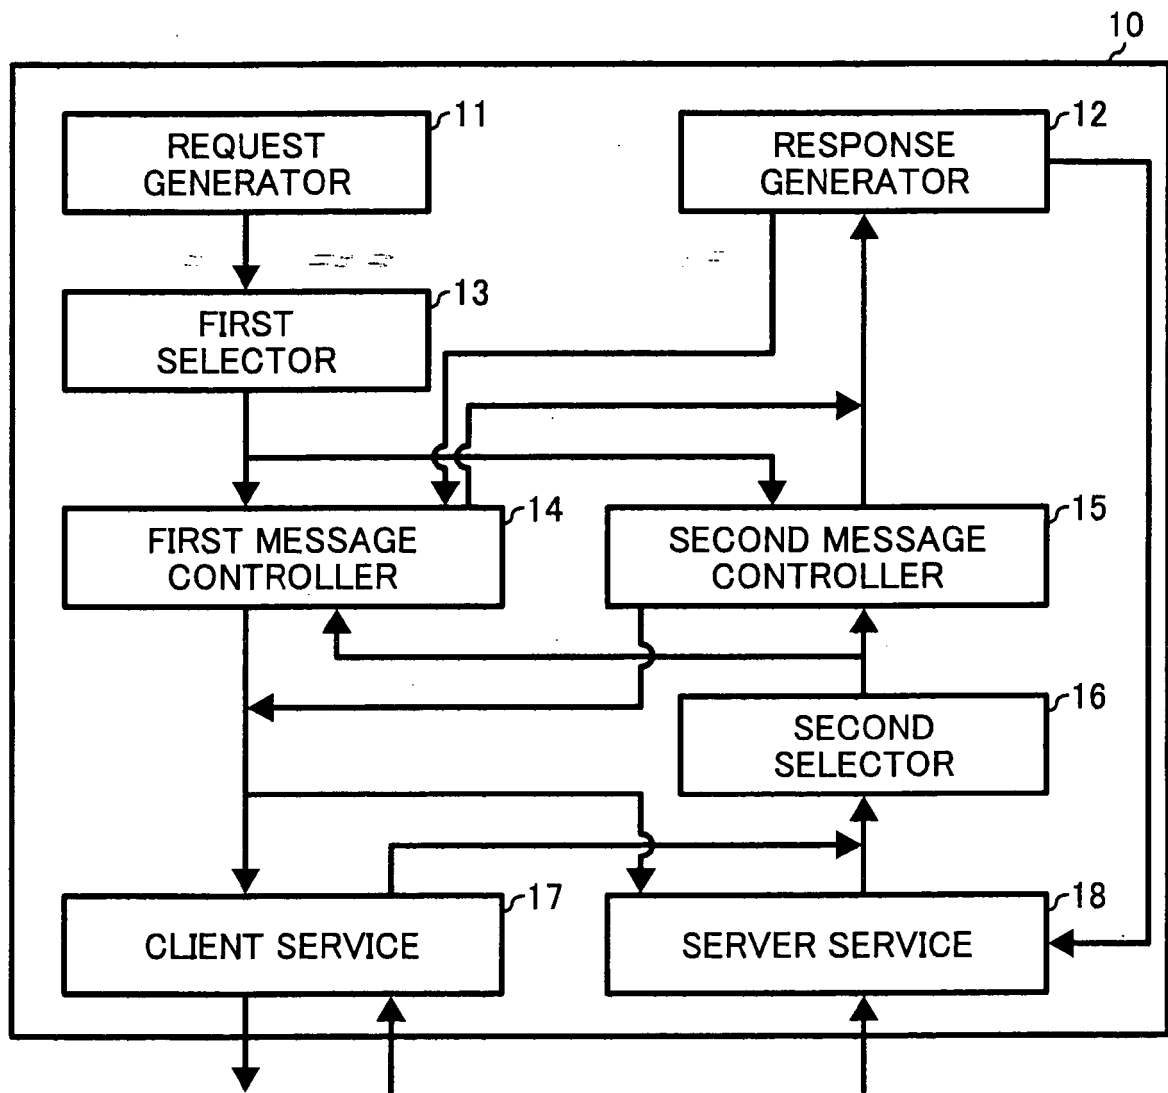 10
11
REQUEST
GENERATOR
12
RESPONSE
GENERATOR
13
FIRST
SELECTOR
14
FIRST MESSAGE
CONTROLLER
15
SECOND MESSAGE
CONTROLLER
16
SECOND
SELECTOR
17
CLIENT SERVICE
18
SERVER SERVICE